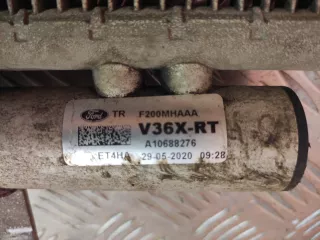 Ford TR F200MHAAA
V36X-RT
A10688276
ET4HA 29-05-2020 09:28